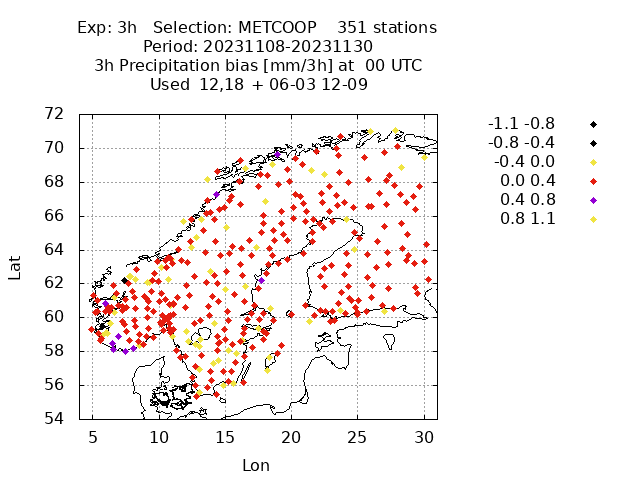 Exp: 3h   Selection: METCOOP    351 stations
Period: 20231108-20231130
3h Precipitation bias [mm/3h] at  00 UTC
Used 12,18 + 06-03 12-09
-1.1 -0.8
-0.8 -0.4
-0.4 0.0
0.0 0.4
0.4 0.8
0.8 1.1
72
70
68
66
64
62
60
58
56
54
Lat
5 10 15 20 25 30
Lon